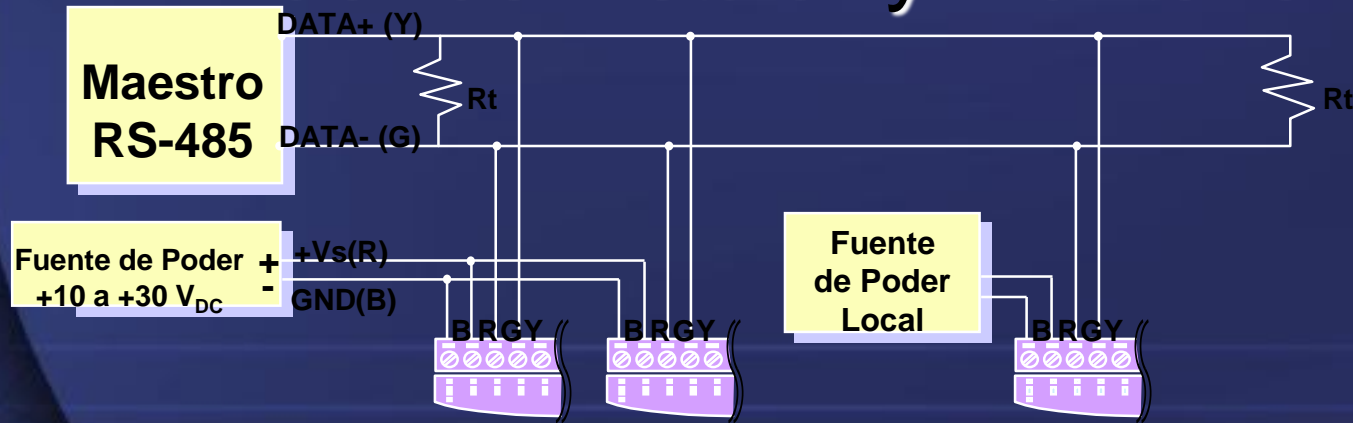 y
DATA+ (Y)
Maestro
RS-485
Rt
Rt
DATA- (G)
Fuente de Poder +
+10 a +30 VDC -
+Vs(R)
GND(B)
Fuente
de Poder
Local
BRGY
BRGY
BRGY